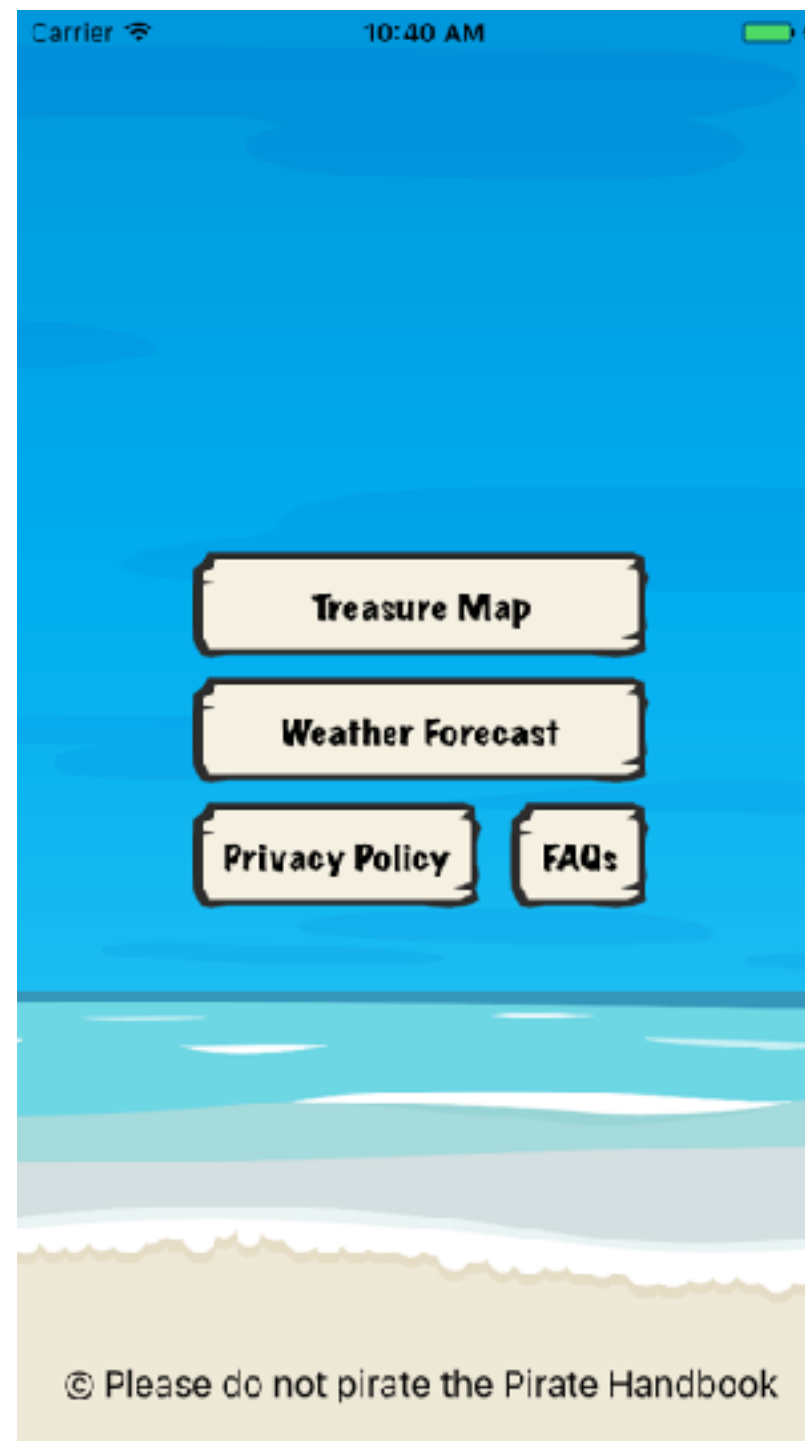 Carrier 10:40 AM
Treasure Map
Weather Forecast
Privacy Policy FAQs
© Please do not pirate the Pirate Handbook